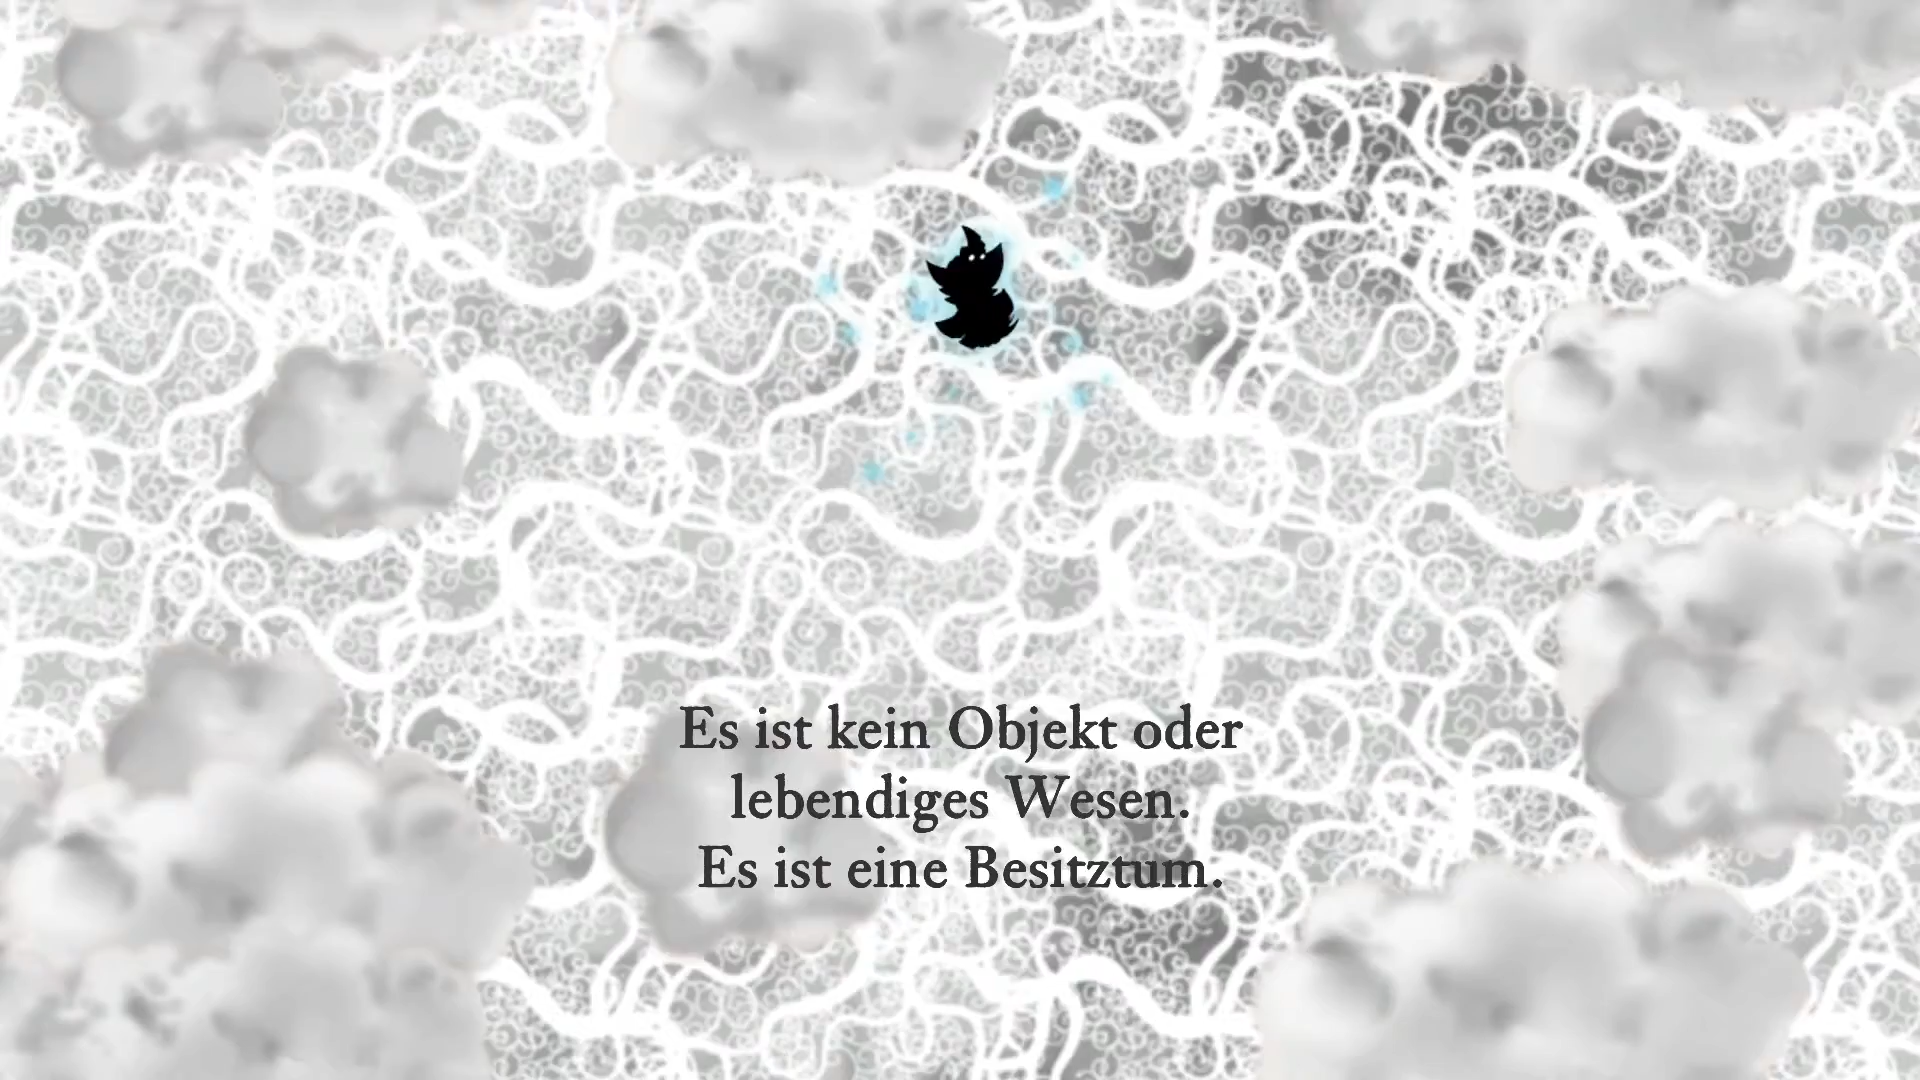 Es ist kein Objekt oder
lebendiges Wesen.
Es ist eine Besitztum.